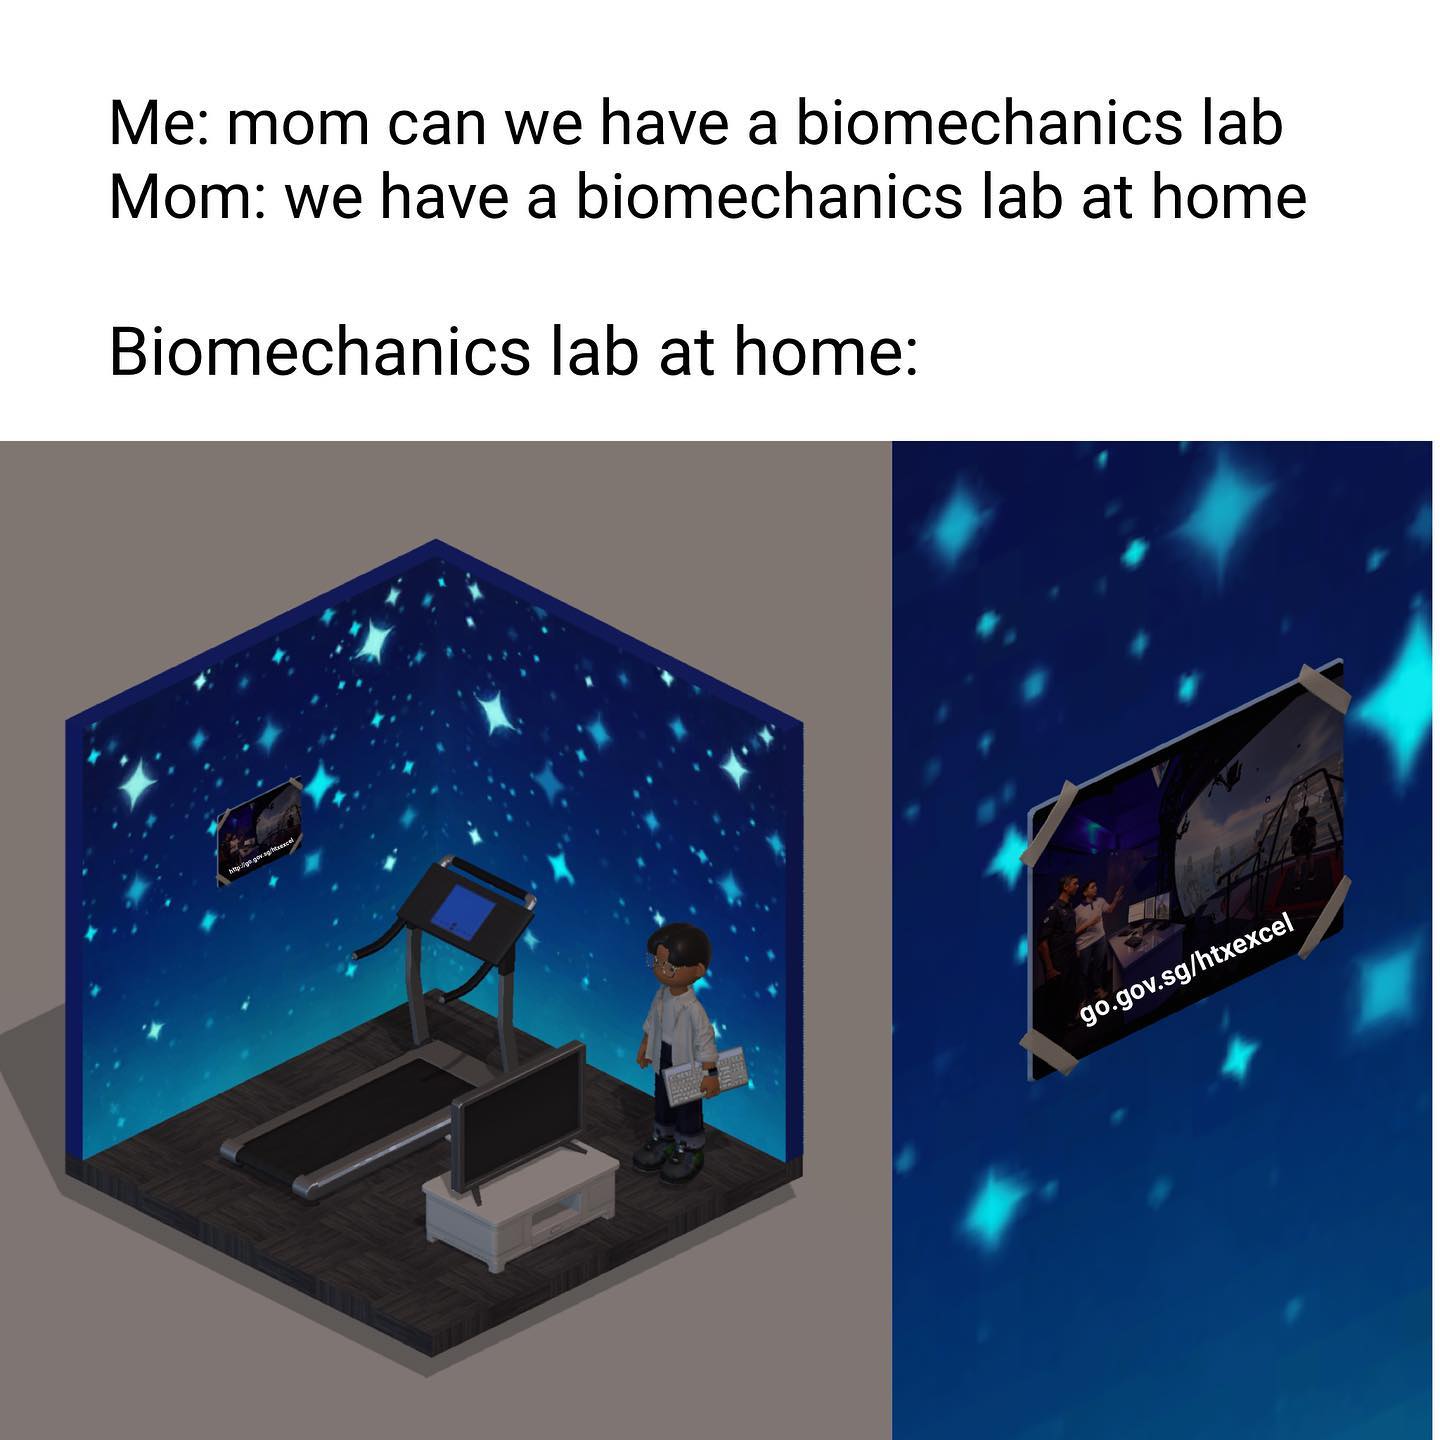 Me: mom can we have a biomechanics lab
Mom: we have a biomechanics lab at home
Biomechanics lab at home:
http://go.gov.sg/htxexcel
go.gov.sg/htxexcel